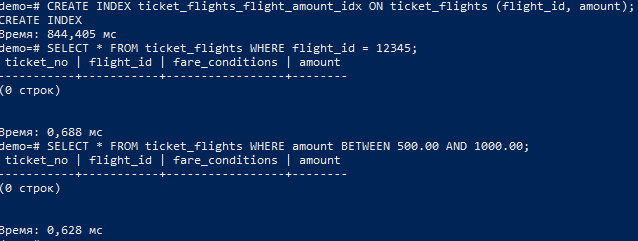 demo=# CREATE INDEX ticket_flights_flight_amount_idx ON ticket_flights (flight_id, amount);
CREATE INDEX
Время: 844,405 мс
demo=# SELECT * FROM ticket_flights WHERE flight_id = 12345;
 ticket_no | flight_id | fare_conditions | amount
-----------+-----------+-----------------+--------
(0 строк)
Время: 0,688 мс
demo=# SELECT * FROM ticket_flights WHERE amount BETWEEN 500.00 AND 1000.00;
 ticket_no | flight_id | fare_conditions | amount
-----------+-----------+-----------------+--------
(0 строк)
Время: 0,628 мс